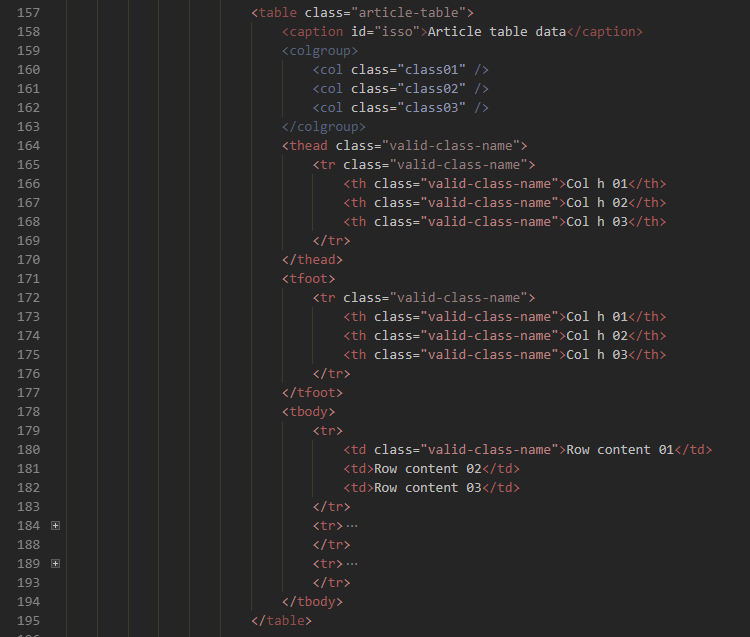 157 <table class="article-table">
158 <caption id="isso">Article table data</caption>
159 <colgroup>
160 <col class="class01" />
161 <col class="class02" />
162 <col class="class03" />
163 </colgroup>
164 <thead class="valid-class-name">
165 <tr class="valid-class-name">
166 <th class="valid-class-name">Col h 01</th>
167 <th class="valid-class-name">Col h 02</th>
168 <th class="valid-class-name">Col h 03</th>
169 </tr>
170 </thead>
171 <tfoot>
172 <tr class="valid-class-name">
173 <th class="valid-class-name">Col h 01</th>
174 <th class="valid-class-name">Col h 02</th>
175 <th class="valid-class-name">Col h 03</th>
176 </tr>
177 </tfoot>
178 <tbody>
179 <tr>
180 <td class="valid-class-name">Row content 01</td>
181 <td>Row content 02</td>
182 <td>Row content 03</td>
183 </tr>
184 <tr>⋯
188 </tr>
189 <tr>⋯
193 </tr>
194 </tbody>
195 </table>